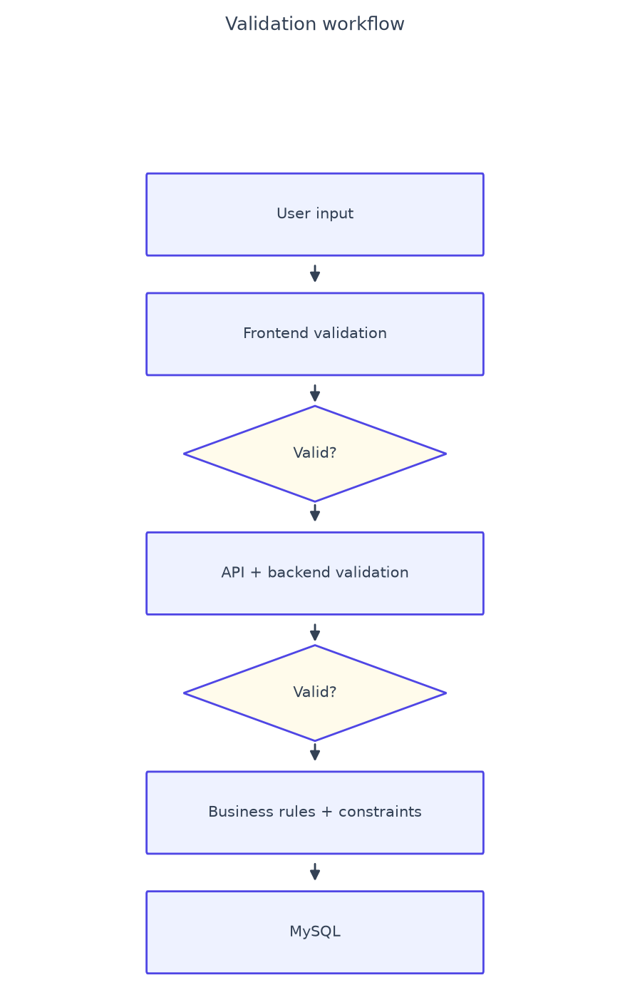 Validation workflow
User input
Frontend validation
Valid?
API + backend validation
Valid?
Business rules + constraints
MySQL